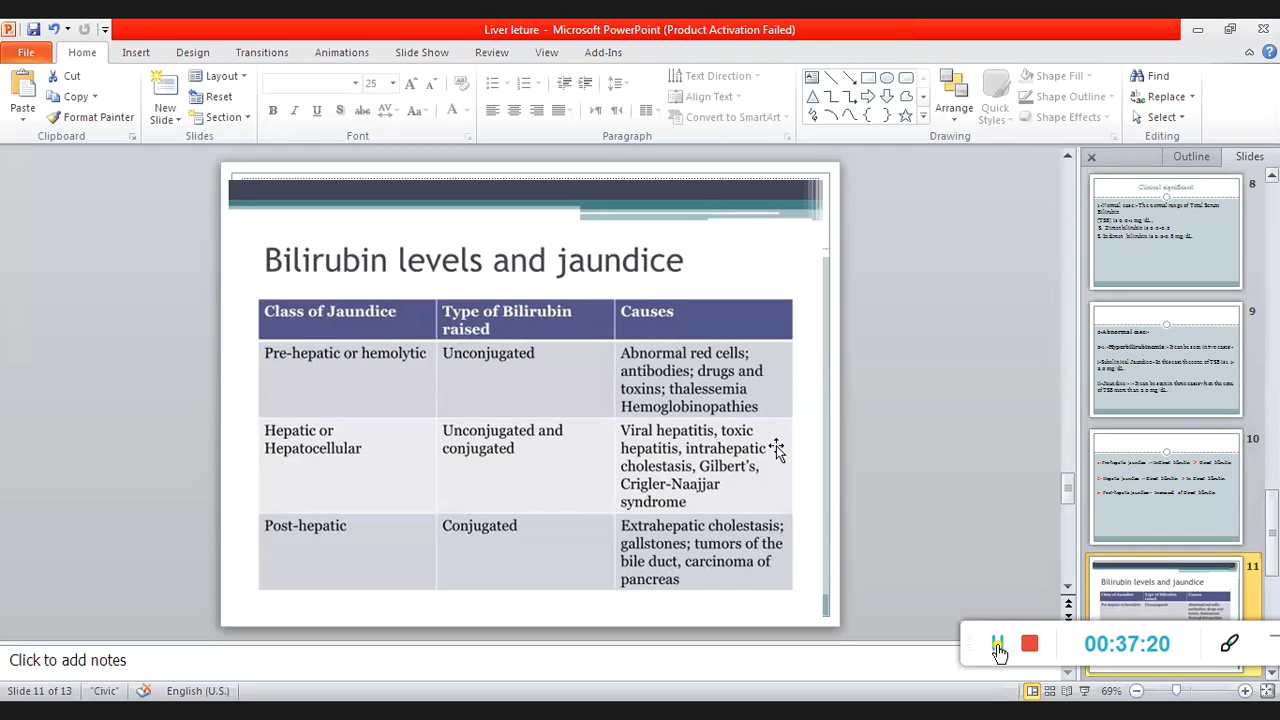 Liver leture - Microsoft PowerPoint (Product Activation Failed)
File Home Insert Design Transitions Animations Slide Show Review View Add-Ins
Paste
Cut
Copy
Format Painter
Clipboard
New
Slide
Layout
Reset
Section
Slides
25
Font
Paragraph
Text Direction
Align Text
Convert to SmartArt
Arrange
Quick
Styles
Shape Fill
Shape Outline
Shape Effects
Drawing
Find
Replace
Select
Editing
Bilirubin levels and jaundice
Class of Jaundice
Type of Bilirubin
raised
Causes
Pre-hepatic or hemolytic
Unconjugated
Abnormal red cells;
antibodies; drugs and
toxins; thalessemia
Hemoglobinopathies
Hepatic or
Hepatocellular
Unconjugated and
conjugated
Viral hepatitis, toxic
hepatitis, intrahepatic
cholestasis, Gilbert's,
Crigler-Naajjar
syndrome
Post-hepatic
Conjugated
Extrahepatic cholestasis;
gallstones; tumors of the
bile duct, carcinoma of
pancreas
Outline Slides
8
Clinical significant
9
10
11
Bilirubin levels and jaundice
00:37:20
Click to add notes
Slide 11 of 13
"Civic"
English (U.S.)
69%